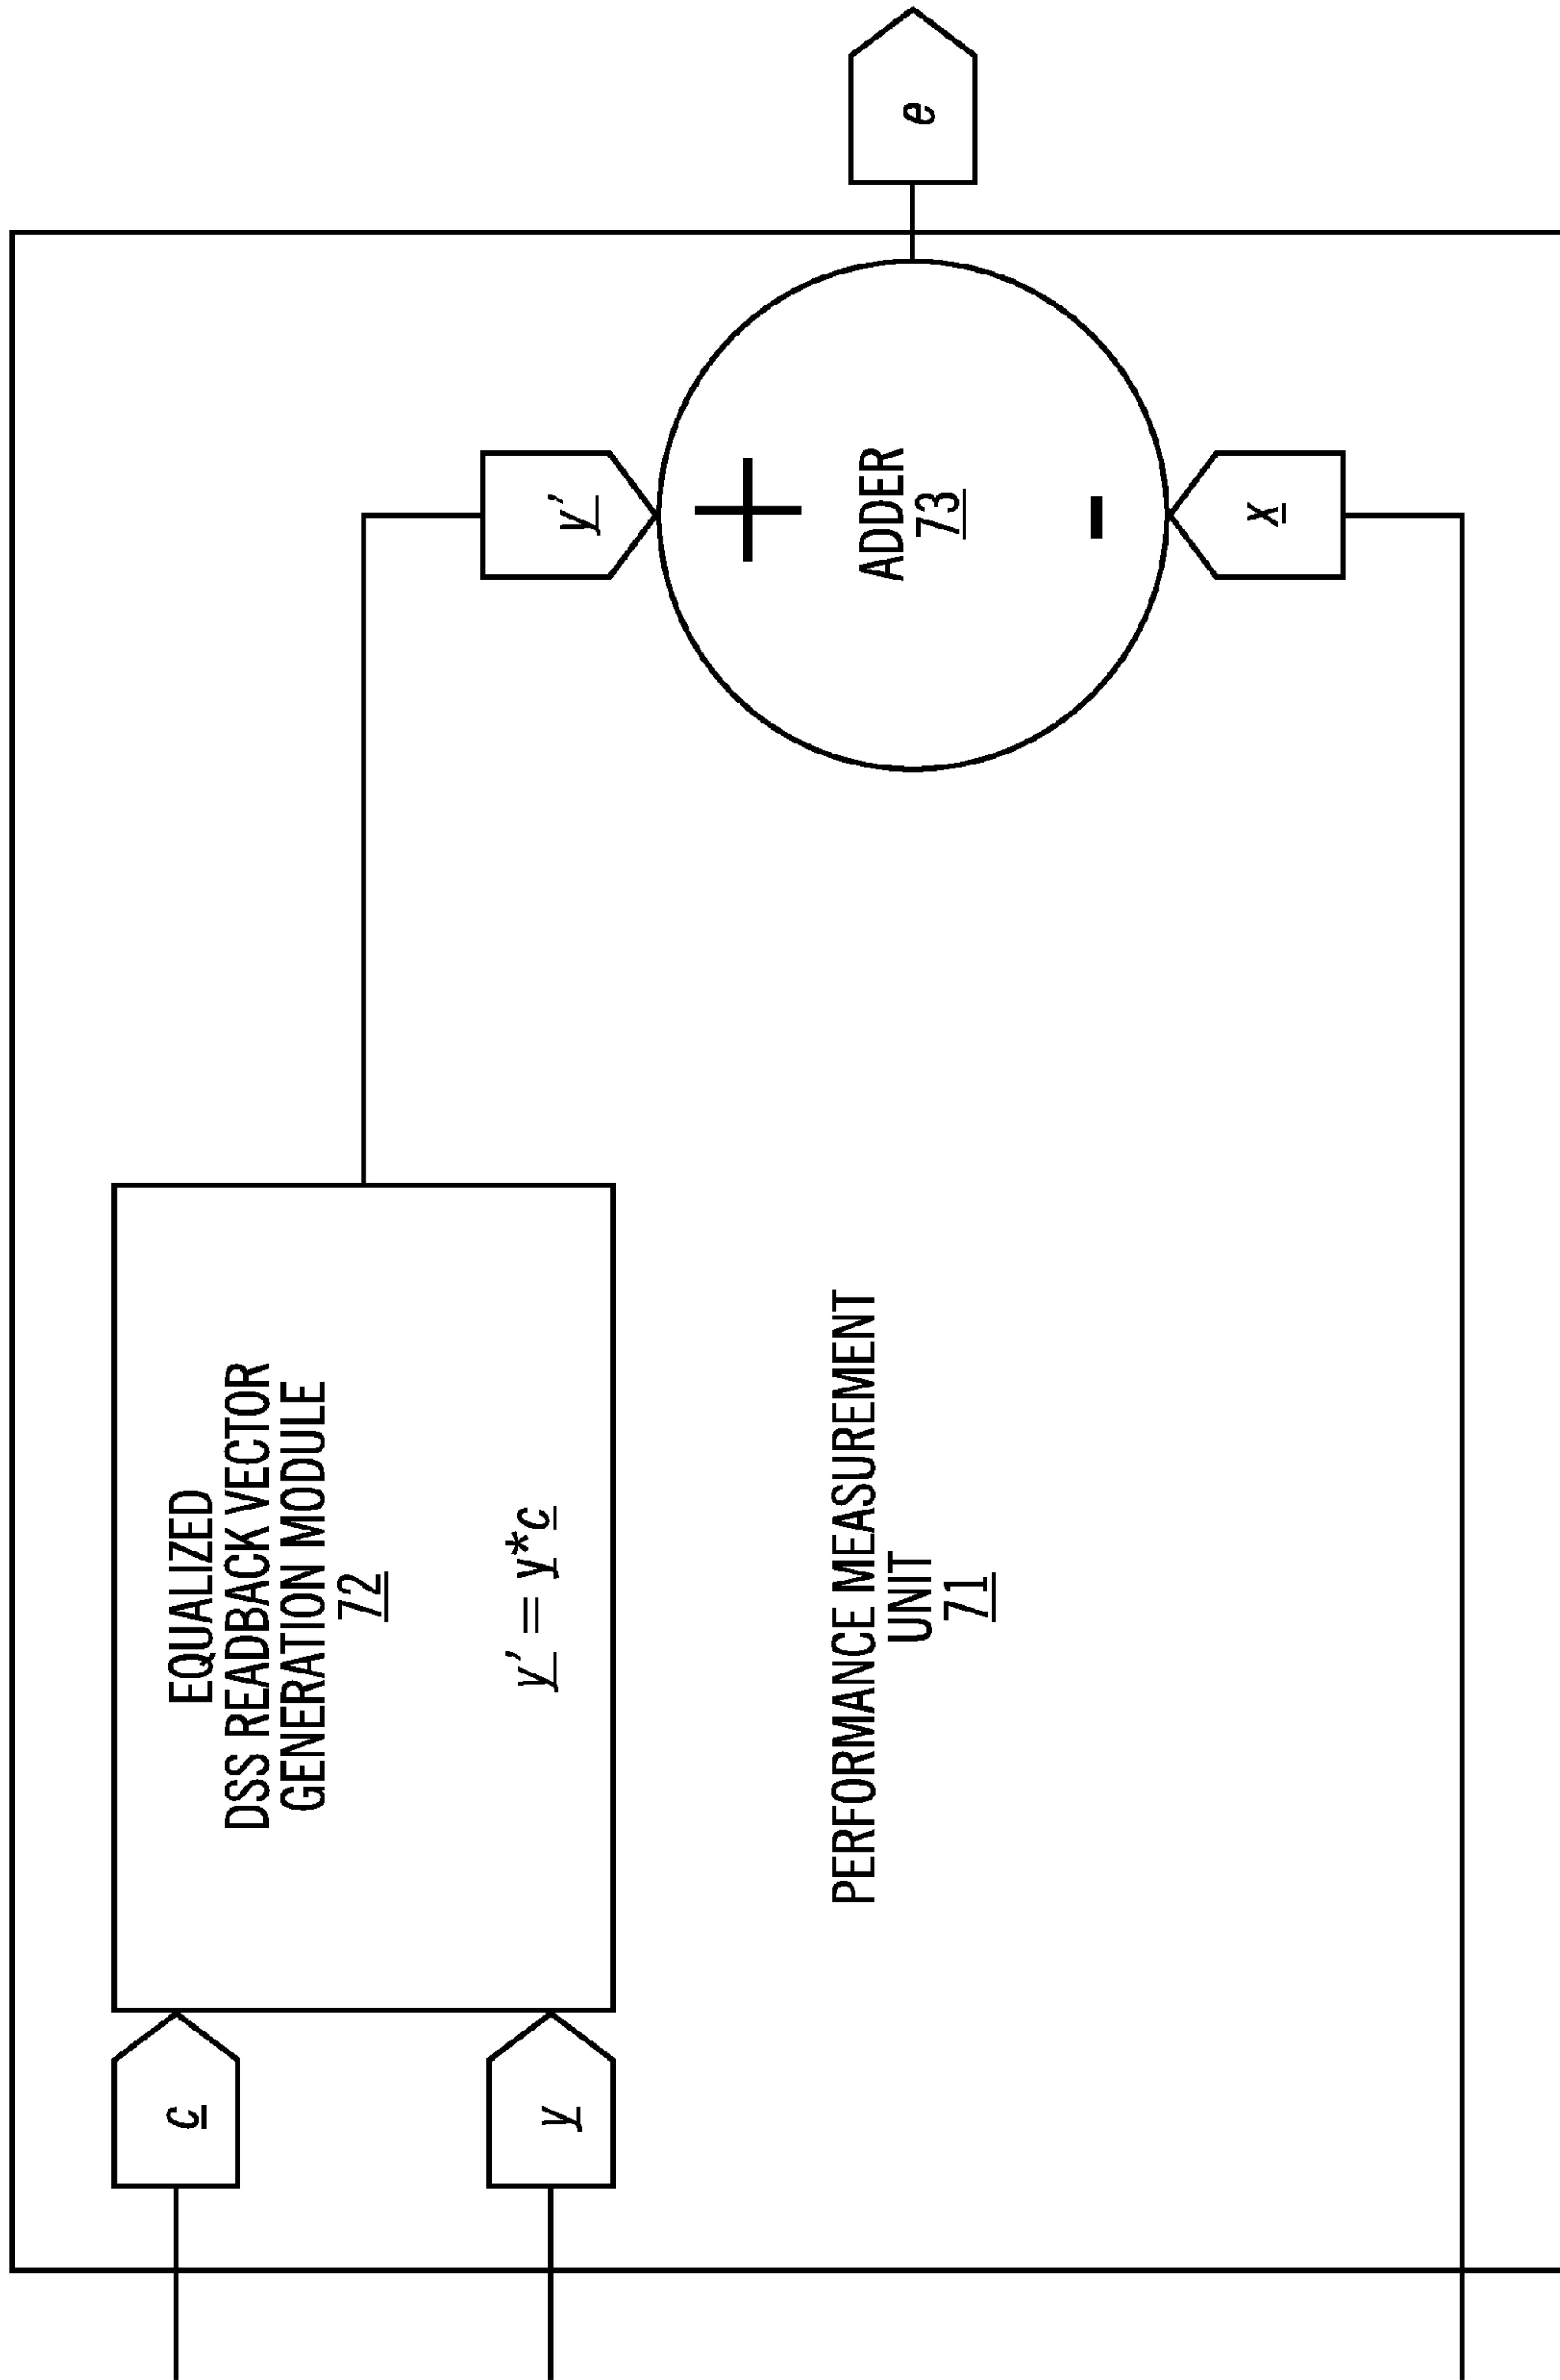 EQUALIZED
DSS READBACK VECTOR
GENERATION MODULE
72
y' = y*c
c
y
PERFORMANCE MEASUREMENT
UNIT
71
y'
+
ADDER
73
-
x
e